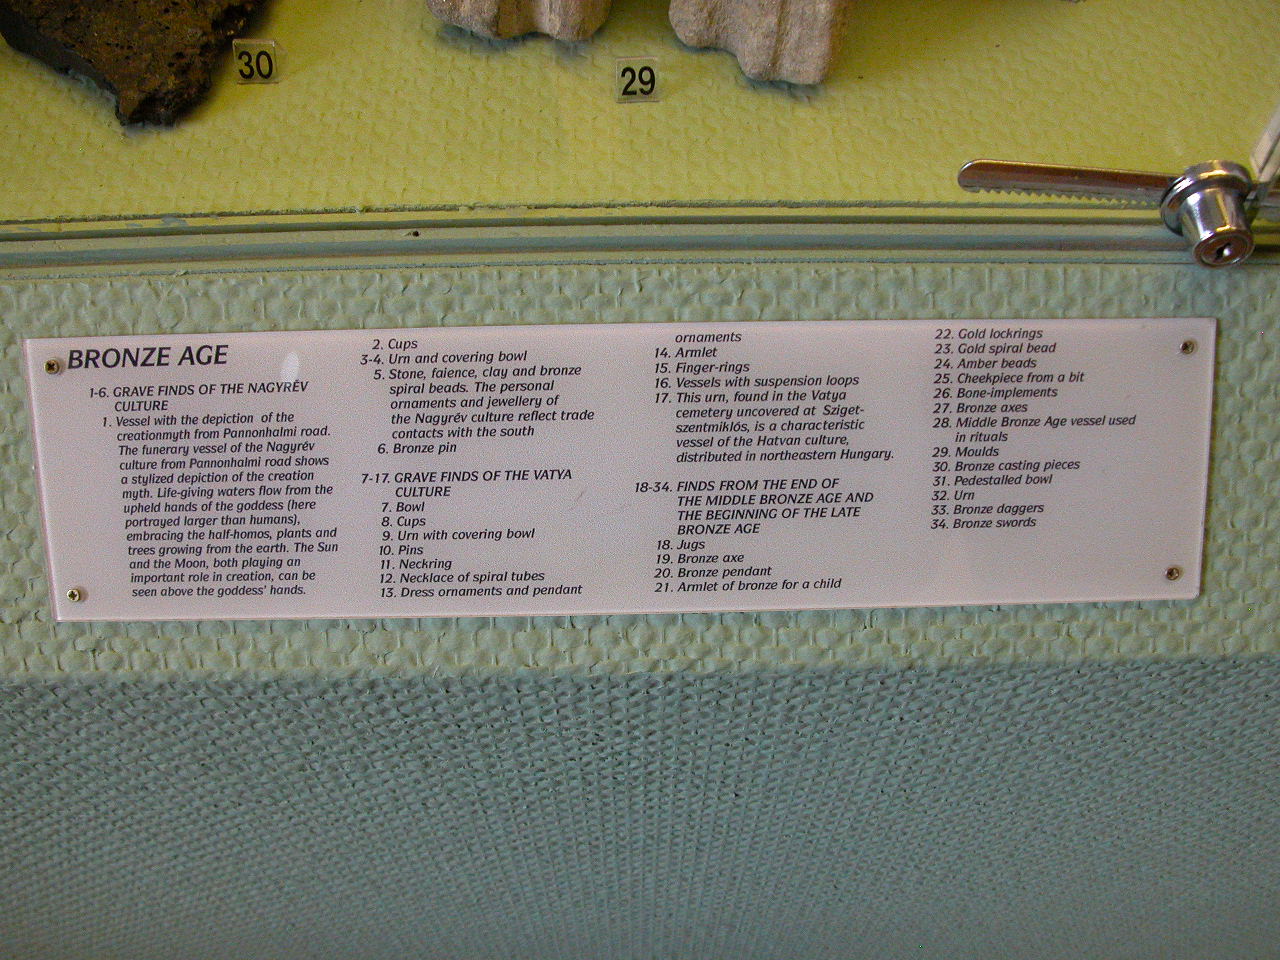 30
29
BRONZE AGE
1-6. GRAVE FINDS OF THE NAGYRÉV
CULTURE
1. Vessel with the depiction of the
creationmyth from Pannonhalmi road.
The funerary vessel of the Nagyrév
culture from Pannonhalmi road shows
a stylized depiction of the creation
myth. Life-giving waters flow from the
upheld hands of the goddess (here
portrayed larger than humans),
embracing the half-homos, plants and
trees growing from the earth. The Sun
and the Moon, both playing an
important role in creation, can be
seen above the goddess' hands.
2. Cups
3-4. Urn and covering bowl
5. Stone, faience, clay and bronze
spiral beads. The personal
ornaments and jewellery of
the Nagyrév culture reflect trade
contacts with the south
6. Bronze pin
7-17. GRAVE FINDS OF THE VATYA
CULTURE
7. Bowl
8. Cups
9. Urn with covering bowl
10. Pins
11. Neckring
12. Necklace of spiral tubes
13. Dress ornaments and pendant
ornaments
14. Armlet
15. Finger-rings
16. Vessels with suspension loops
17. This urn, found in the Vatya
cemetery uncovered at Sziget-
szentmiklós, is a characteristic
vessel of the Hatvan culture,
distributed in northeastern Hungary.
18-34. FINDS FROM THE END OF
THE MIDDLE BRONZE AGE AND
THE BEGINNING OF THE LATE
BRONZE AGE
18. Jugs
19. Bronze axe
20. Bronze pendant
21. Armlet of bronze for a child
22. Gold lockrings
23. Gold spiral bead
24. Amber beads
25. Cheekpiece from a bit
26. Bone-implements
27. Bronze axes
28. Middle Bronze Age vessel used
in rituals
29. Moulds
30. Bronze casting pieces
31. Pedestalled bowl
32. Urn
33. Bronze daggers
34. Bronze swords